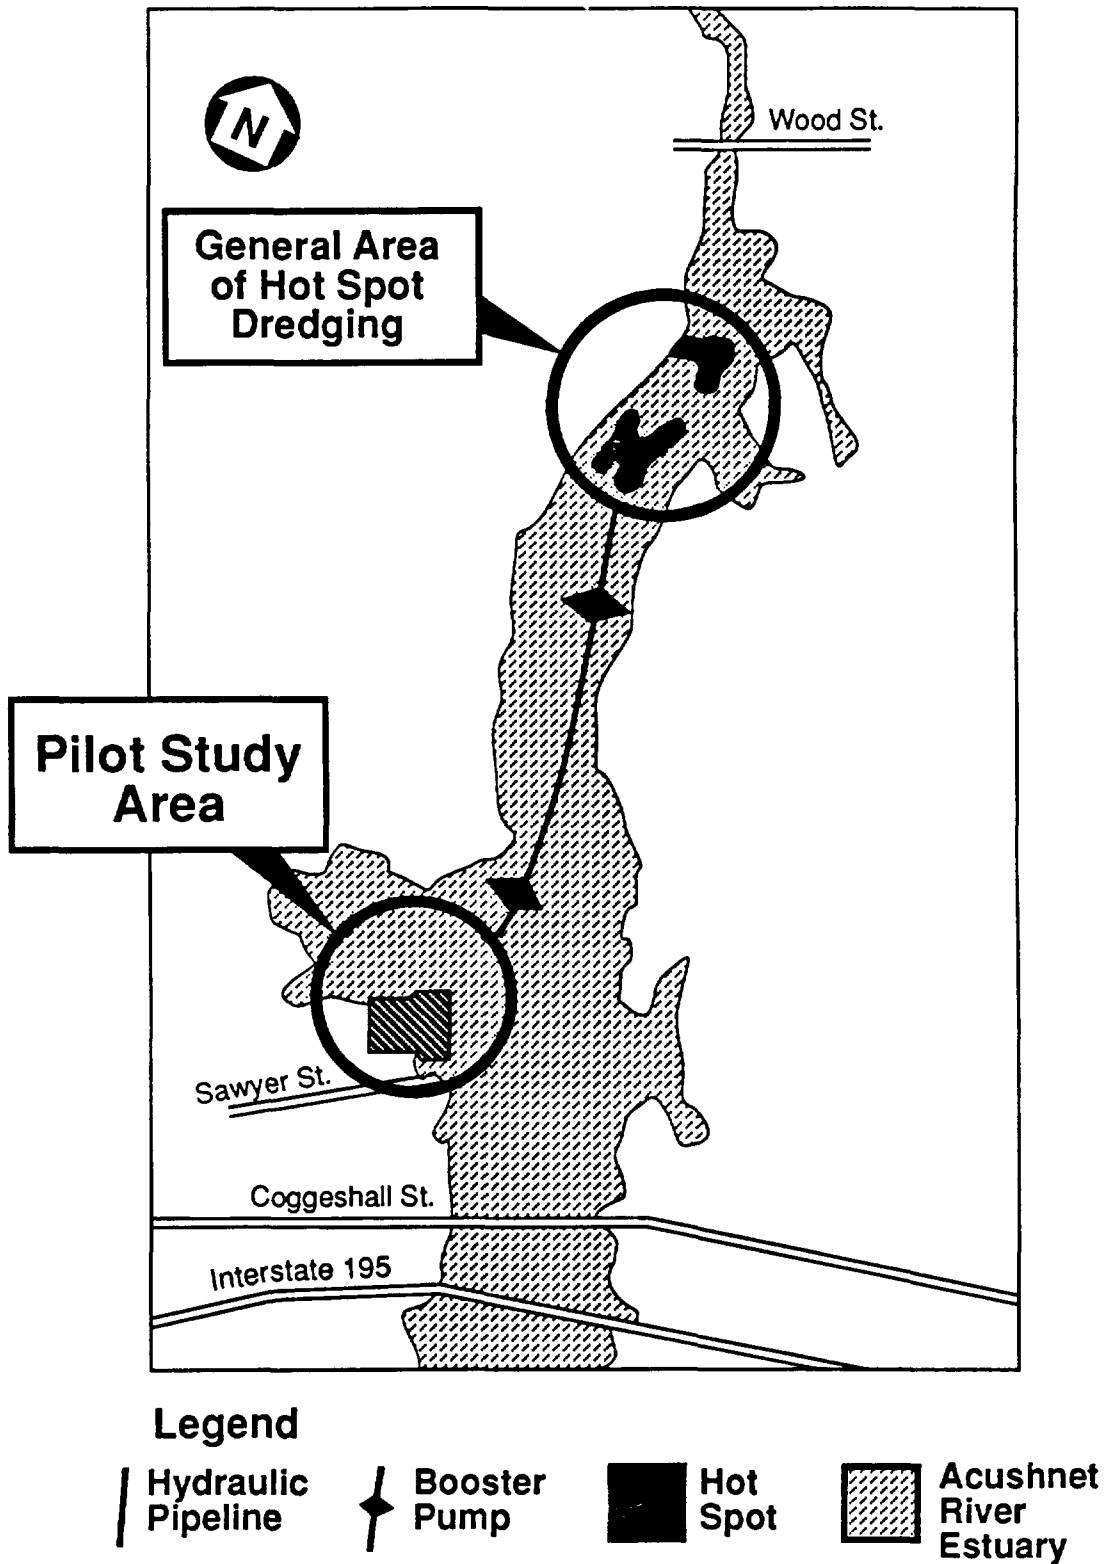 N
Wood St.
General Area
of Hot Spot
Dredging
Pilot Study
Area
Sawyer St.
Coggeshall St.
Interstate 195
Legend
Hydraulic
Pipeline
Booster
Pump
Hot
Spot
Acushnet
River
Estuary